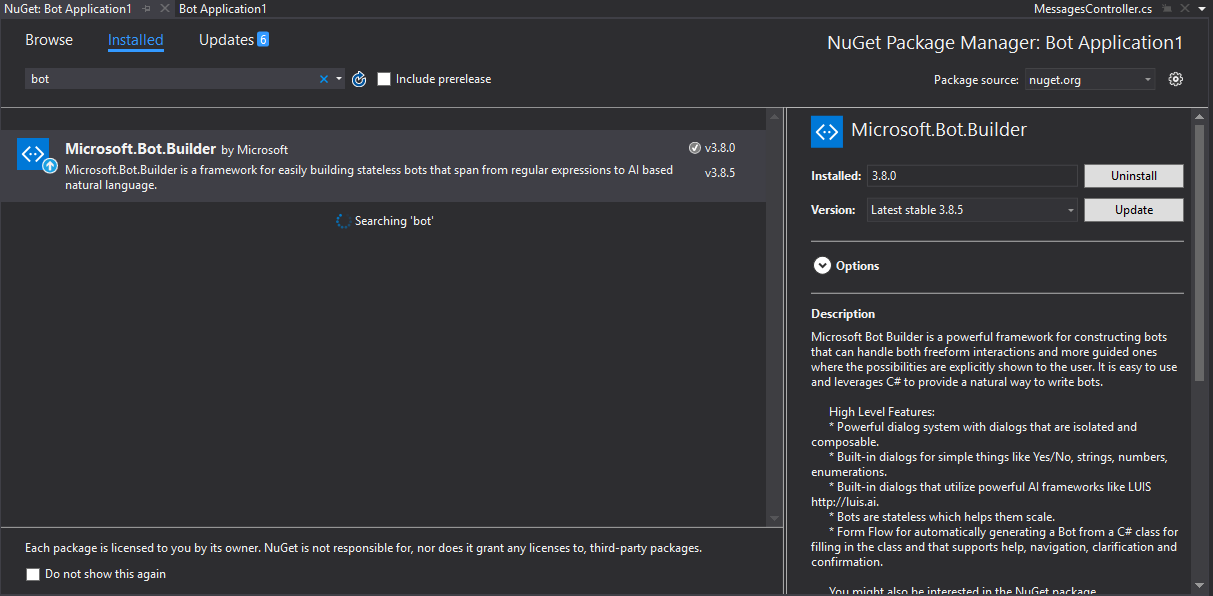 NuGet: Bot Application1
Bot Application1
MessagesController.cs
Browse
Installed
Updates 6
NuGet Package Manager: Bot Application1
bot
Include prerelease
Package source:
nuget.org
Microsoft.Bot.Builder by Microsoft
v3.8.0
Microsoft.Bot.Builder is a framework for easily building stateless bots that span from regular expressions to AI based
natural language.
v3.8.5
Searching 'bot'
Each package is licensed to you by its owner. NuGet is not responsible for, nor does it grant any licenses to, third-party packages.
Do not show this again
Microsoft.Bot.Builder
Installed:
3.8.0
Uninstall
Version:
Latest stable 3.8.5
Update
Options
Description
Microsoft Bot Builder is a powerful framework for constructing bots
that can handle both freeform interactions and more guided ones
where the possibilities are explicitly shown to the user. It is easy to use
and leverages C# to provide a natural way to write bots.
High Level Features:
* Powerful dialog system with dialogs that are isolated and
composable.
* Built-in dialogs for simple things like Yes/No, strings, numbers,
enumerations.
* Built-in dialogs that utilize powerful AI frameworks like LUIS
http://luis.ai.
* Bots are stateless which helps them scale.
* Form Flow for automatically generating a Bot from a C# class for
filling in the class and that supports help, navigation, clarification and
confirmation.
You might also be interested in the NuGet package